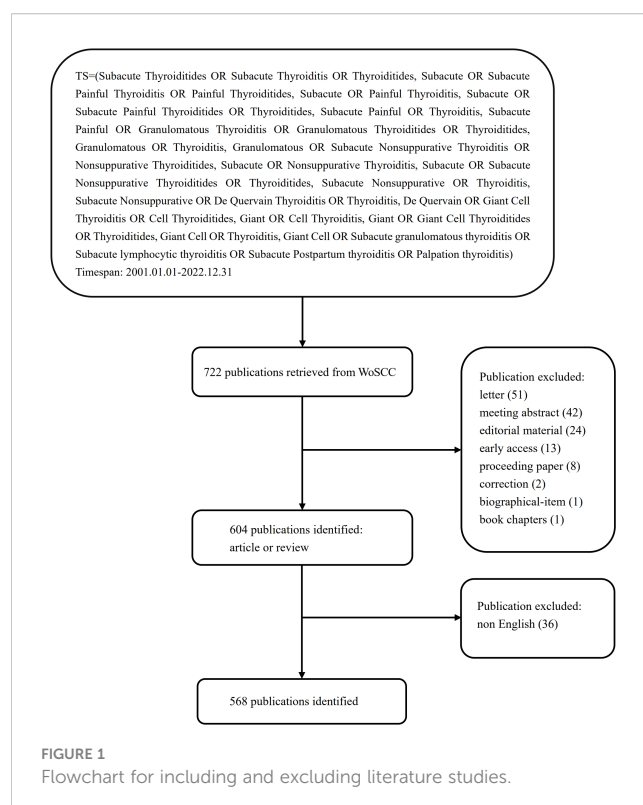 TS=(Subacute Thyroiditides OR Subacute Thyroiditis OR Thyroiditides, Subacute OR Subacute
Painful Thyroiditis OR Painful Thyroiditides, Subacute OR Painful Thyroiditis, Subacute OR
Subacute Painful Thyroiditides OR Thyroiditides, Subacute Painful OR Thyroiditis, Subacute
Painful OR Granulomatous Thyroiditis OR Granulomatous Thyroiditides OR Thyroiditides,
Granulomatous OR Thyroiditis, Granulomatous OR Subacute Nonsuppurative Thyroiditis OR
Nonsuppurative Thyroiditides, Subacute OR Nonsuppurative Thyroiditis, Subacute OR Subacute
Nonsuppurative Thyroiditides OR Thyroiditides, Subacute Nonsuppurative OR Thyroiditis,
Subacute Nonsuppurative OR De Quervain Thyroiditis OR Thyroiditis, De Quervain OR Giant Cell
Thyroiditis OR Cell Thyroiditides, Giant OR Cell Thyroiditis, Giant OR Giant Cell Thyroiditides
OR Thyroiditides, Giant Cell OR Thyroiditis, Giant Cell OR Subacute granulomatous thyroiditis OR
Subacute lymphocytic thyroiditis OR Subacute Postpartum thyroiditis OR Palpation thyroiditis)
Timespan: 2001.01.01-2022.12.31
722 publications retrieved from WoSCC
Publication excluded:
letter (51)
meeting abstract (42)
editorial material (24)
early access (13)
proceeding paper (8)
correction (2)
biographical-item (1)
book chapters (1)
604 publications identified:
article or review
Publication excluded:
non English (36)
568 publications identified
FIGURE 1
Flowchart for including and excluding literature studies.